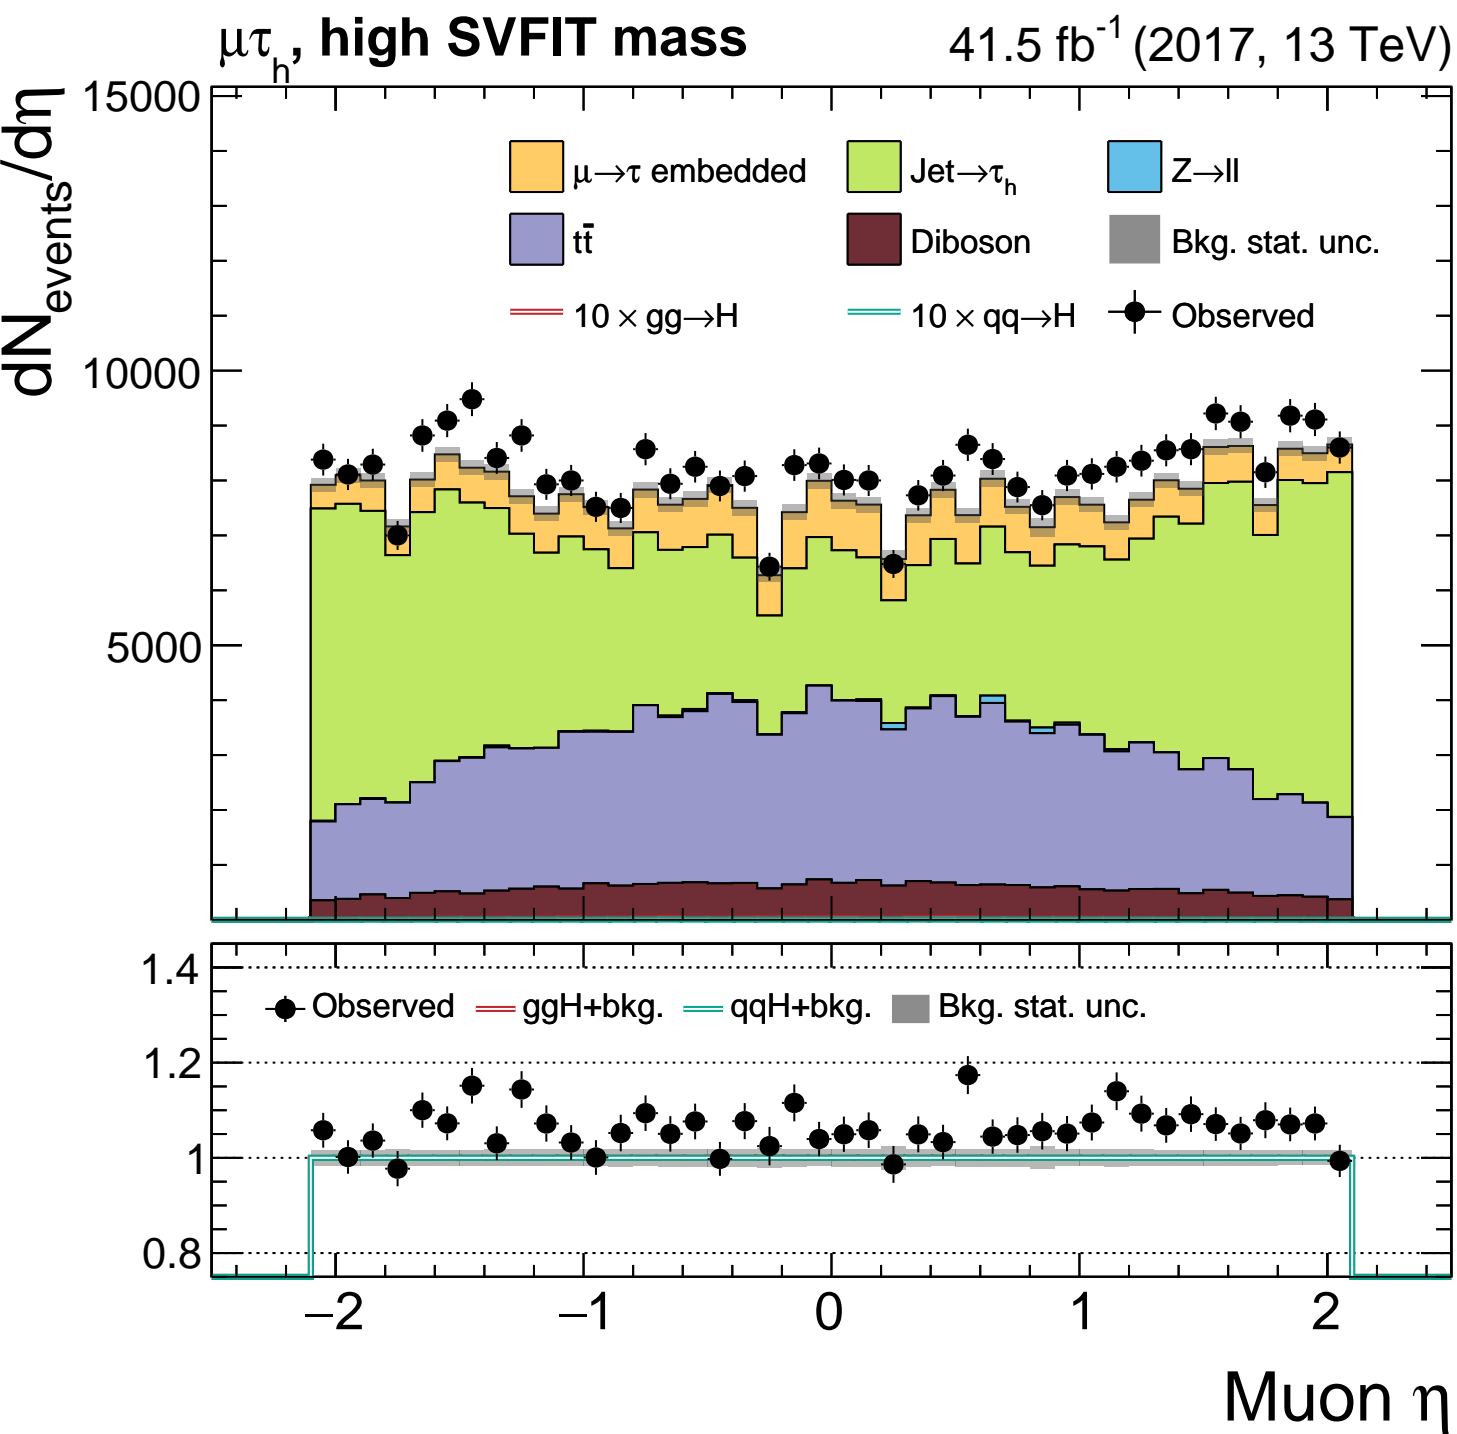 μτh, high SVFIT mass 41.5 fb-1 (2017, 13 TeV)
dNevents/dη
15000
10000
5000
μ→τ embedded Jet→τh Z→ll
tt̄ Diboson Bkg. stat. unc.
10 × gg→H 10 × qq→H Observed
1.4
1.2
1
0.8
Observed ggH+bkg. qqH+bkg. Bkg. stat. unc.
−2 −1 0 1 2
Muon η